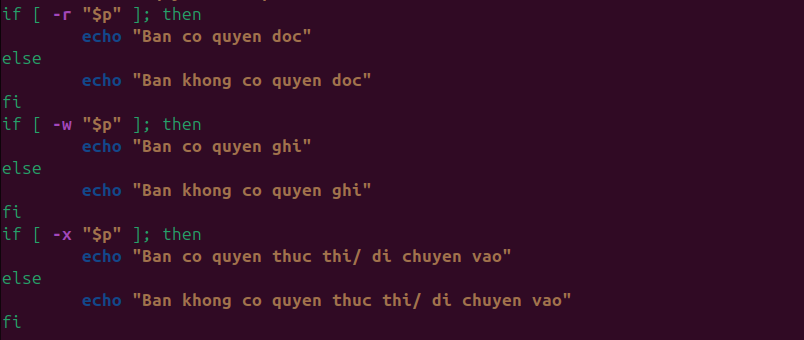 if [ -r "$p" ]; then
        echo "Ban co quyen doc"
else
        echo "Ban khong co quyen doc"
fi
if [ -w "$p" ]; then
        echo "Ban co quyen ghi"
else
        echo "Ban khong co quyen ghi"
fi
if [ -x "$p" ]; then
        echo "Ban co quyen thuc thi/ di chuyen vao"
else
        echo "Ban khong co quyen thuc thi/ di chuyen vao"
fi